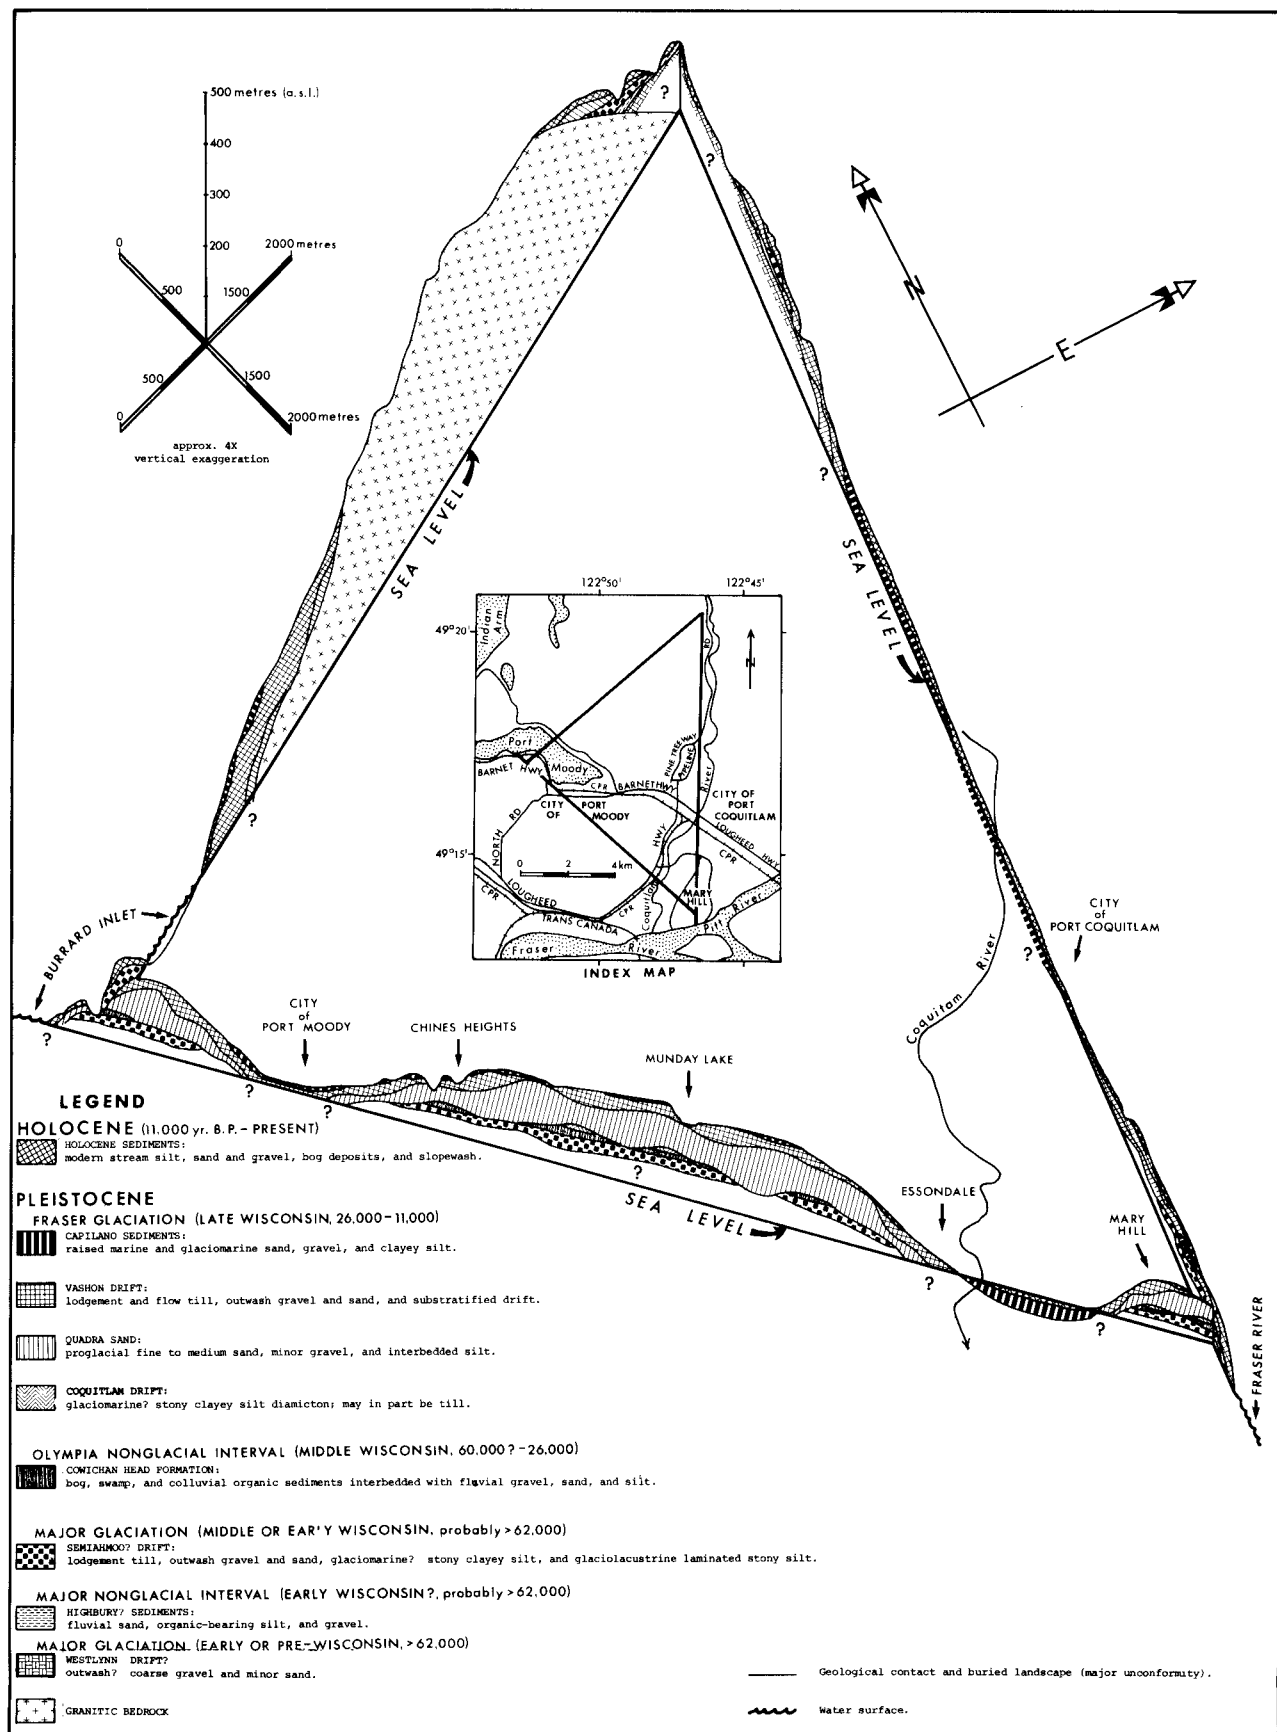 500 metres (a.s.l.)
400
300
200
0
2000 metres
500
1500
500
1500
0
2000 metres
approx. 4X
vertical exaggeration
?
?
N
E
?
SEA LEVEL
SEA LEVEL
122°50'
122°45'
49°20'
49°15'
Indian
Arm
RD
N
Port
Moody
BARNET HWY
PINETREE WAY
PIPELINE
River
CPR
BARNET HWY
CITY OF
PORT
MOODY
CITY OF
PORT
COQUITLAM
LOUGHEED HWY
CPR
NORTH RD
HWY
0 2 4 km
CPR
LOUGHEED
CPR
Coquitlam
MARY
HILL
TRANS CANADA
Pitt River
Fraser River
INDEX MAP
?
BURRARD INLET
CITY
of
PORT COQUITLAM
?
Coquitam River
?
CITY
of
PORT MOODY
CHINES HEIGHTS
MUNDAY LAKE
?
?
?
SEA LEVEL
ESSONDALE
?
MARY
HILL
?
FRASER RIVER
LEGEND
HOLOCENE (11.000 yr. B.P. – PRESENT)
HOLOCENE SEDIMENTS:
modern stream silt, sand and gravel, bog deposits, and slopewash.
PLEISTOCENE
FRASER GLACIATION (LATE WISCONSIN, 26,000–11,000)
CAPILANO SEDIMENTS:
raised marine and glaciomarine sand, gravel, and clayey silt.
VASHON DRIFT:
lodgement and flow till, outwash gravel and sand, and substratified drift.
QUADRA SAND:
proglacial fine to medium sand, minor gravel, and interbedded silt.
COQUITLAM DRIFT:
glaciomarine? stony clayey silt diamicton; may in part be till.
OLYMPIA NONGLACIAL INTERVAL (MIDDLE WISCONSIN, 60,000?–26,000)
COWICHAN HEAD FORMATION:
bog, swamp, and colluvial organic sediments interbedded with fluvial gravel, sand, and silt.
MAJOR GLACIATION (MIDDLE OR EAR'Y WISCONSIN, probably >62,000)
SEMIAHMOO? DRIFT:
lodgement till, outwash gravel and sand, glaciomarine? stony clayey silt, and glaciolacustrine laminated stony silt.
MAJOR NONGLACIAL INTERVAL (EARLY WISCONSIN?, probably >62,000)
HIGHBURY? SEDIMENTS:
fluvial sand, organic-bearing silt, and gravel.
MAJOR GLACIATION (EARLY OR PRE-WISCONSIN, >62,000)
WESTLYNN DRIFT?
outwash? coarse gravel and minor sand.
GRANITIC BEDROCK
Geological contact and buried landscape (major unconformuty).
Water surface.